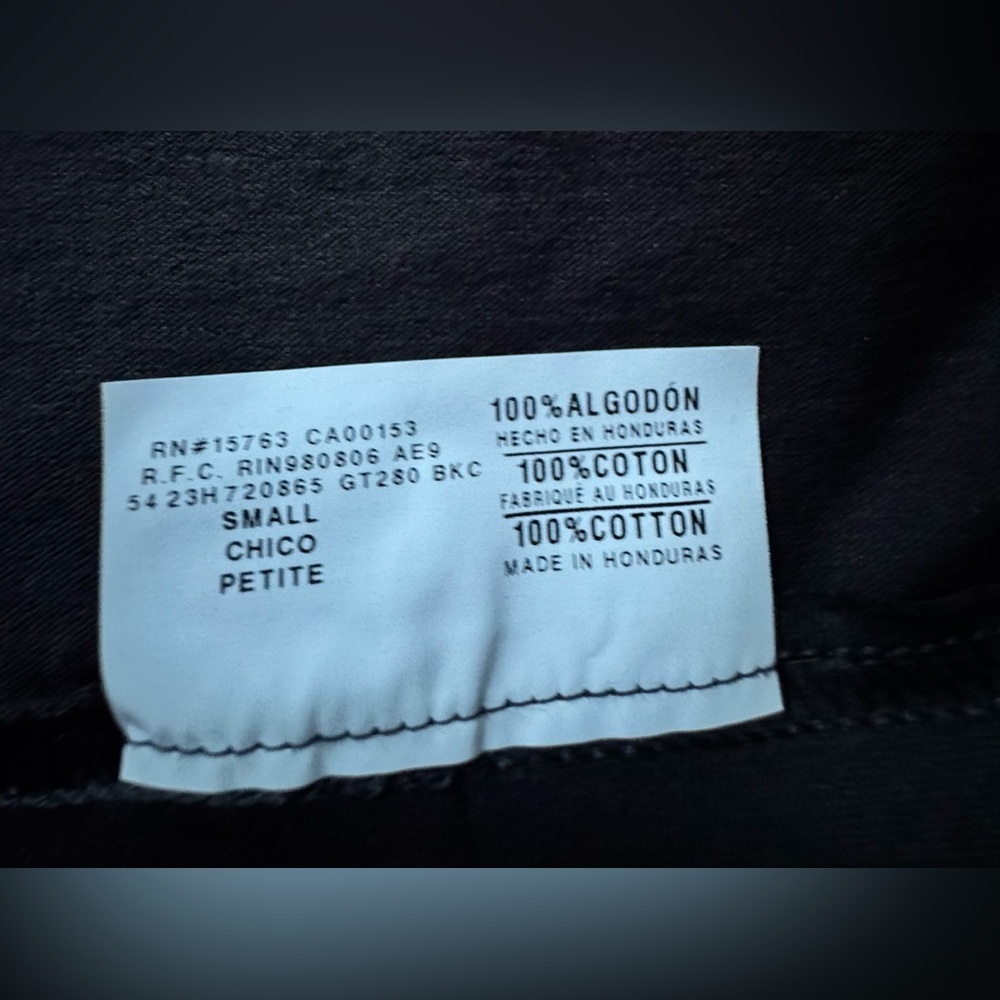 RN#15763 CA00153
R.F.C. RIN980806 AE9
54 23H720865 GT280 BKC
SMALL
CHICO
PETITE
100%ALGODÓN
HECHO EN HONDURAS
100%COTON
FABRIQUÉ AU HONDURAS
100%COTTON
MADE IN HONDURAS